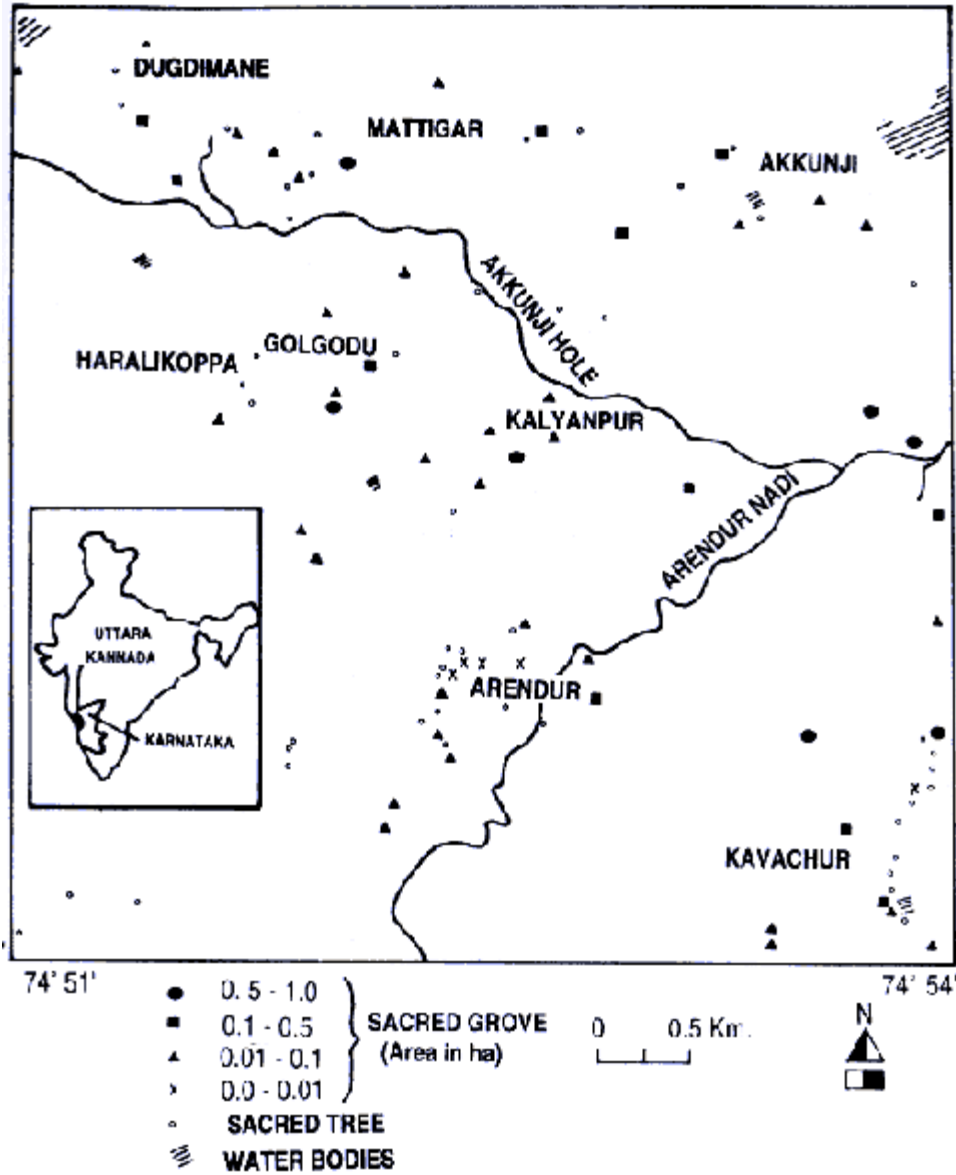 DUGDIMANE
MATTIGAR
AKKUNJI
AKKUNJI HOLE
GOLGODU
HARALIKOPPA
KALYANPUR
ARENDUR NADI
UTTARA
KANNADA
ARENDUR
KARNATAKA
KAVACHUR
74° 51'
74° 54'
0.5 - 1.0
0.1 - 0.5
0.01 - 0.1
0.0 - 0.01
SACRED GROVE
(Area in ha)
0 0.5 Km.
N
SACRED TREE
WATER BODIES